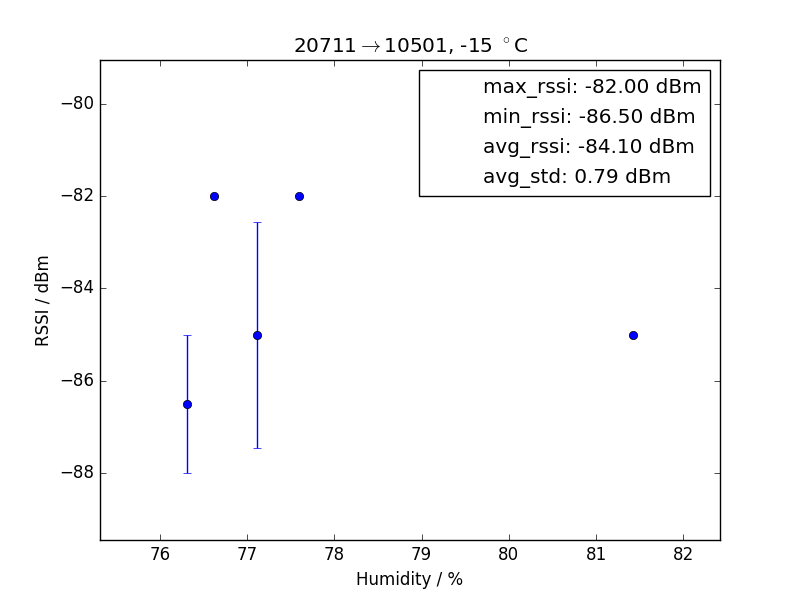 20711→10501, -15 °C
max_rssi: -82.00 dBm
min_rssi: -86.50 dBm
avg_rssi: -84.10 dBm
avg_std: 0.79 dBm
RSSI / dBm
−80
−82
−84
−86
−88
76 77 78 79 80 81 82
Humidity / %